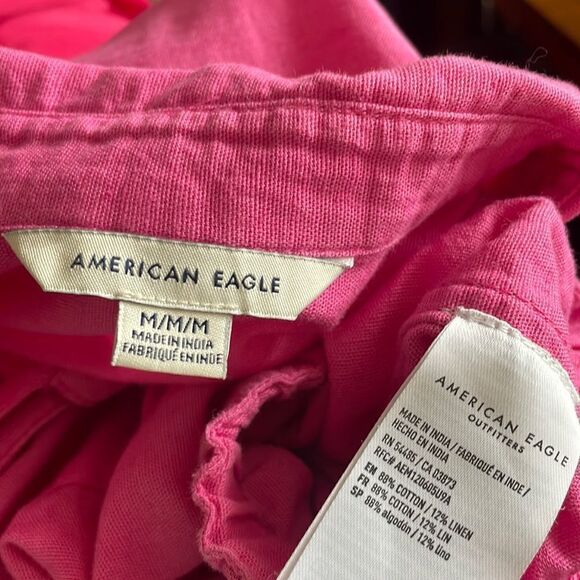 AMERICAN EAGLE
M/M/M
MADE IN INDIA
FABRIQUÉ EN INDE
AMERICAN EAGLE
OUTFITTERS
MADE IN INDIA / FABRIQUÉ EN INDE /
HECHO EN INDIA
RN 54485 / CA 03873
RFC# AEM120605U9A
EN 88% COTTON / 12% LINEN
FR 88% COTON / 12% LIN
SP 88% algodón / 12% lino